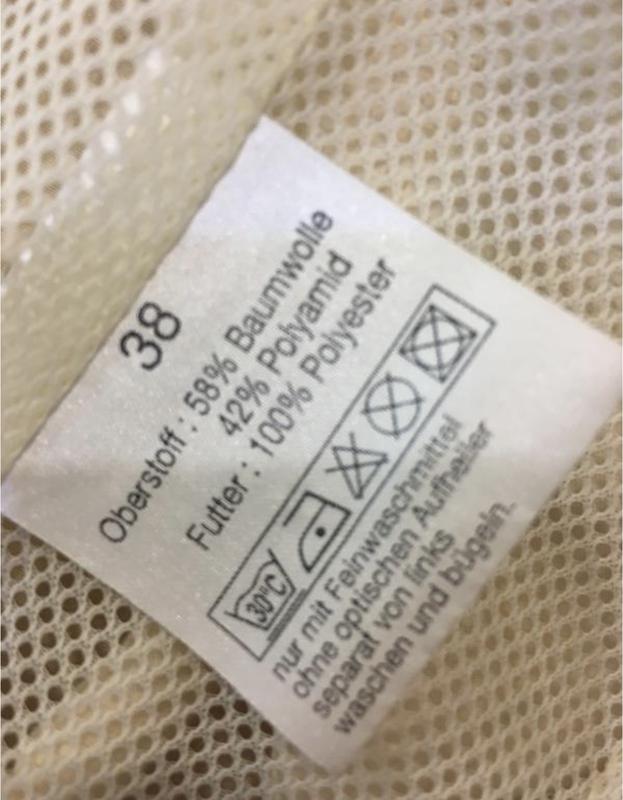 38
Oberstoff : 58% Baumwolle
42% Polyamid
Futter : 100% Polyester
30°C
nur mit Feinwaschmittel
ohne optischen Aufheller
separat von links
waschen und bügeln.